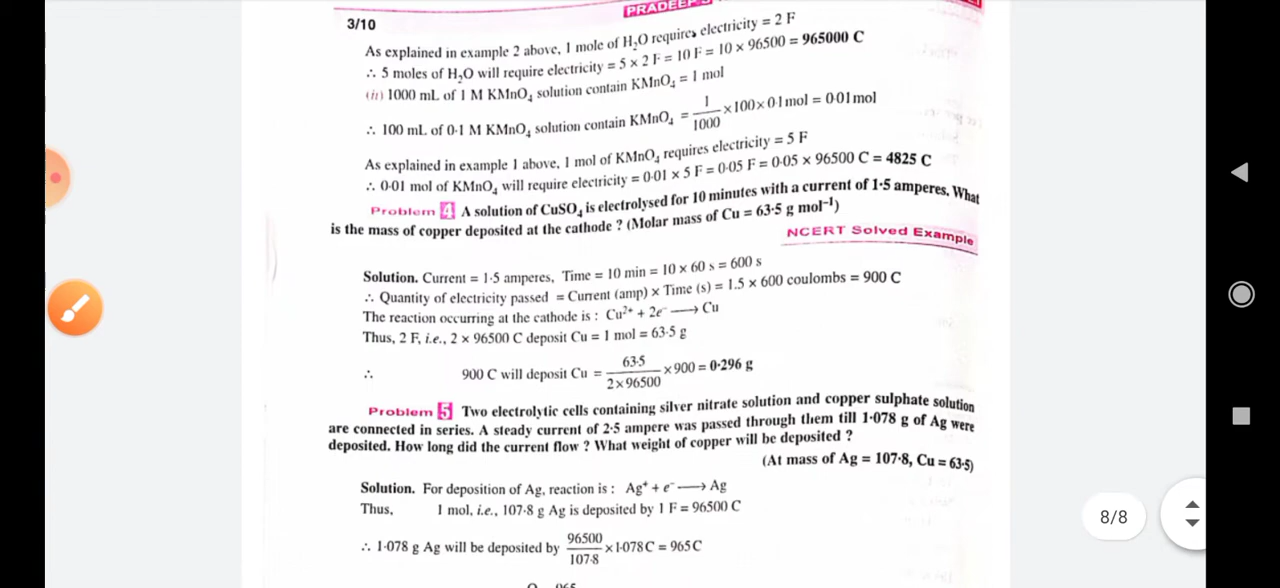 PRADEEP'S
3/10
As explained in example 2 above, 1 mole of H₂O requires electricity = 2 F
∴ 5 moles of H₂O will require electricity = 5 × 2 F = 10 F = 10 × 96500 = 965000 C
(ii) 1000 mL of 1 M KMnO₄ solution contain KMnO₄ = 1 mol
∴ 100 mL of 0·1 M KMnO₄ solution contain KMnO₄ = 1/1000 × 100 × 0·1 mol = 0·01 mol
As explained in example 1 above, 1 mol of KMnO₄ requires electricity = 5 F
∴ 0·01 mol of KMnO₄ will require electricity = 0·01 × 5 F = 0·05 F = 0·05 × 96500 C = 4825 C
Problem 4 A solution of CuSO₄ is electrolysed for 10 minutes with a current of 1·5 amperes. What
is the mass of copper deposited at the cathode ? (Molar mass of Cu = 63·5 g mol⁻¹)
NCERT Solved Example
Solution. Current = 1·5 amperes, Time = 10 min = 10 × 60 s = 600 s
∴ Quantity of electricity passed = Current (amp) × Time (s) = 1.5 × 600 coulombs = 900 C
The reaction occurring at the cathode is : Cu²⁺ + 2e⁻ ⟶ Cu
Thus, 2 F, i.e., 2 × 96500 C deposit Cu = 1 mol = 63·5 g
∴ 900 C will deposit Cu = 63·5/2 × 96500 × 900 = 0·296 g
Problem 5 Two electrolytic cells containing silver nitrate solution and copper sulphate solution
are connected in series. A steady current of 2·5 ampere was passed through them till 1·078 g of Ag were
deposited. How long did the current flow ? What weight of copper will be deposited ?
(At mass of Ag = 107·8, Cu = 63·5)
Solution. For deposition of Ag, reaction is : Ag⁺ + e⁻ ⟶ Ag
Thus, 1 mol, i.e., 107·8 g Ag is deposited by 1 F = 96500 C
∴ 1·078 g Ag will be deposited by 96500/107·8 × 1·078 C = 965 C
8/8